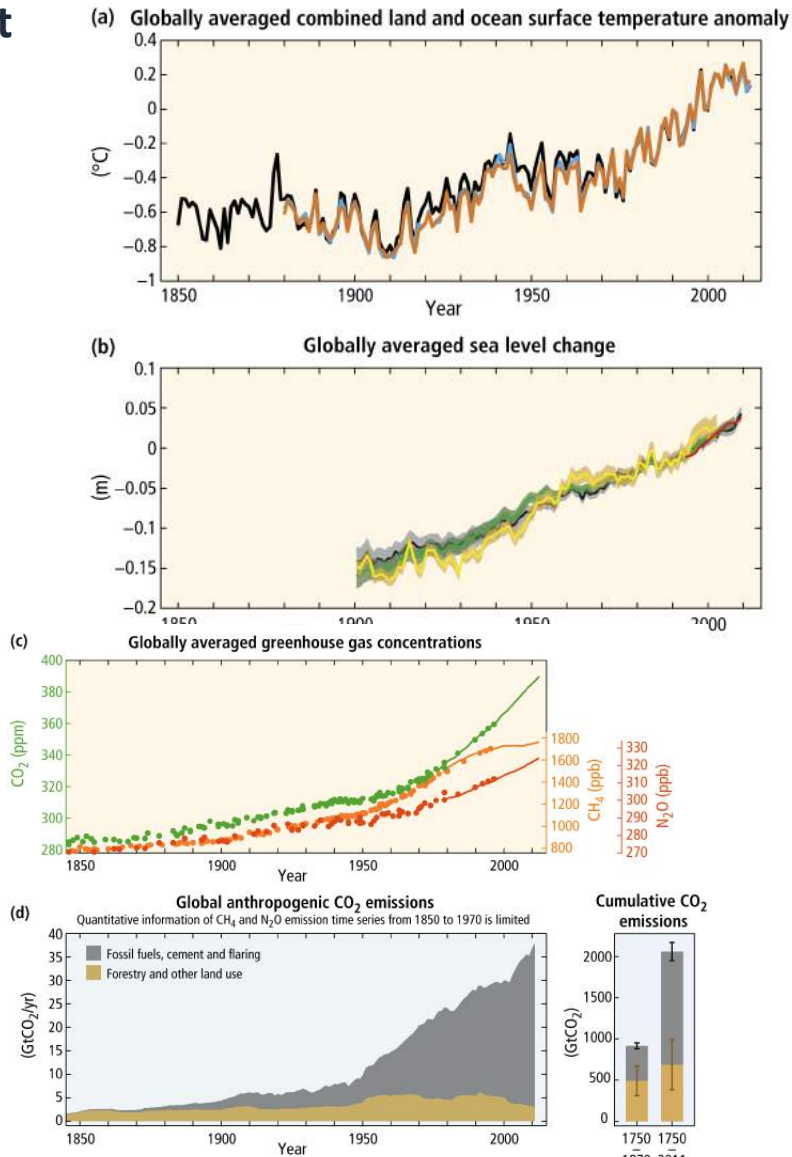 t
(a) Globally averaged combined land and ocean surface temperature anomaly
0.4
0.2
0
−0.2
−0.4
−0.6
−0.8
−1
(°C)
1850 1900 1950 2000
Year
(b) Globally averaged sea level change
0.1
0.05
0
−0.05
−0.1
−0.15
−0.2
(m)
1850 1900 1950 2000
(c) Globally averaged greenhouse gas concentrations
400
380
360
340
320
300
280
CO2 (ppm)
1800
1600
1400
1200
1000
800
CH4 (ppb)
330
320
310
300
290
280
270
N2O (ppb)
1850 1900 1950 2000
Year
(d) Global anthropogenic CO2 emissions
Quantitative information of CH4 and N2O emission time series from 1850 to 1970 is limited
40
35
30
25
20
15
10
5
0
(GtCO2/yr)
Fossil fuels, cement and flaring
Forestry and other land use
1850 1900 1950 2000
Year
Cumulative CO2
emissions
2000
1500
1000
500
0
(GtCO2)
1750 1750
– –
1970 2011